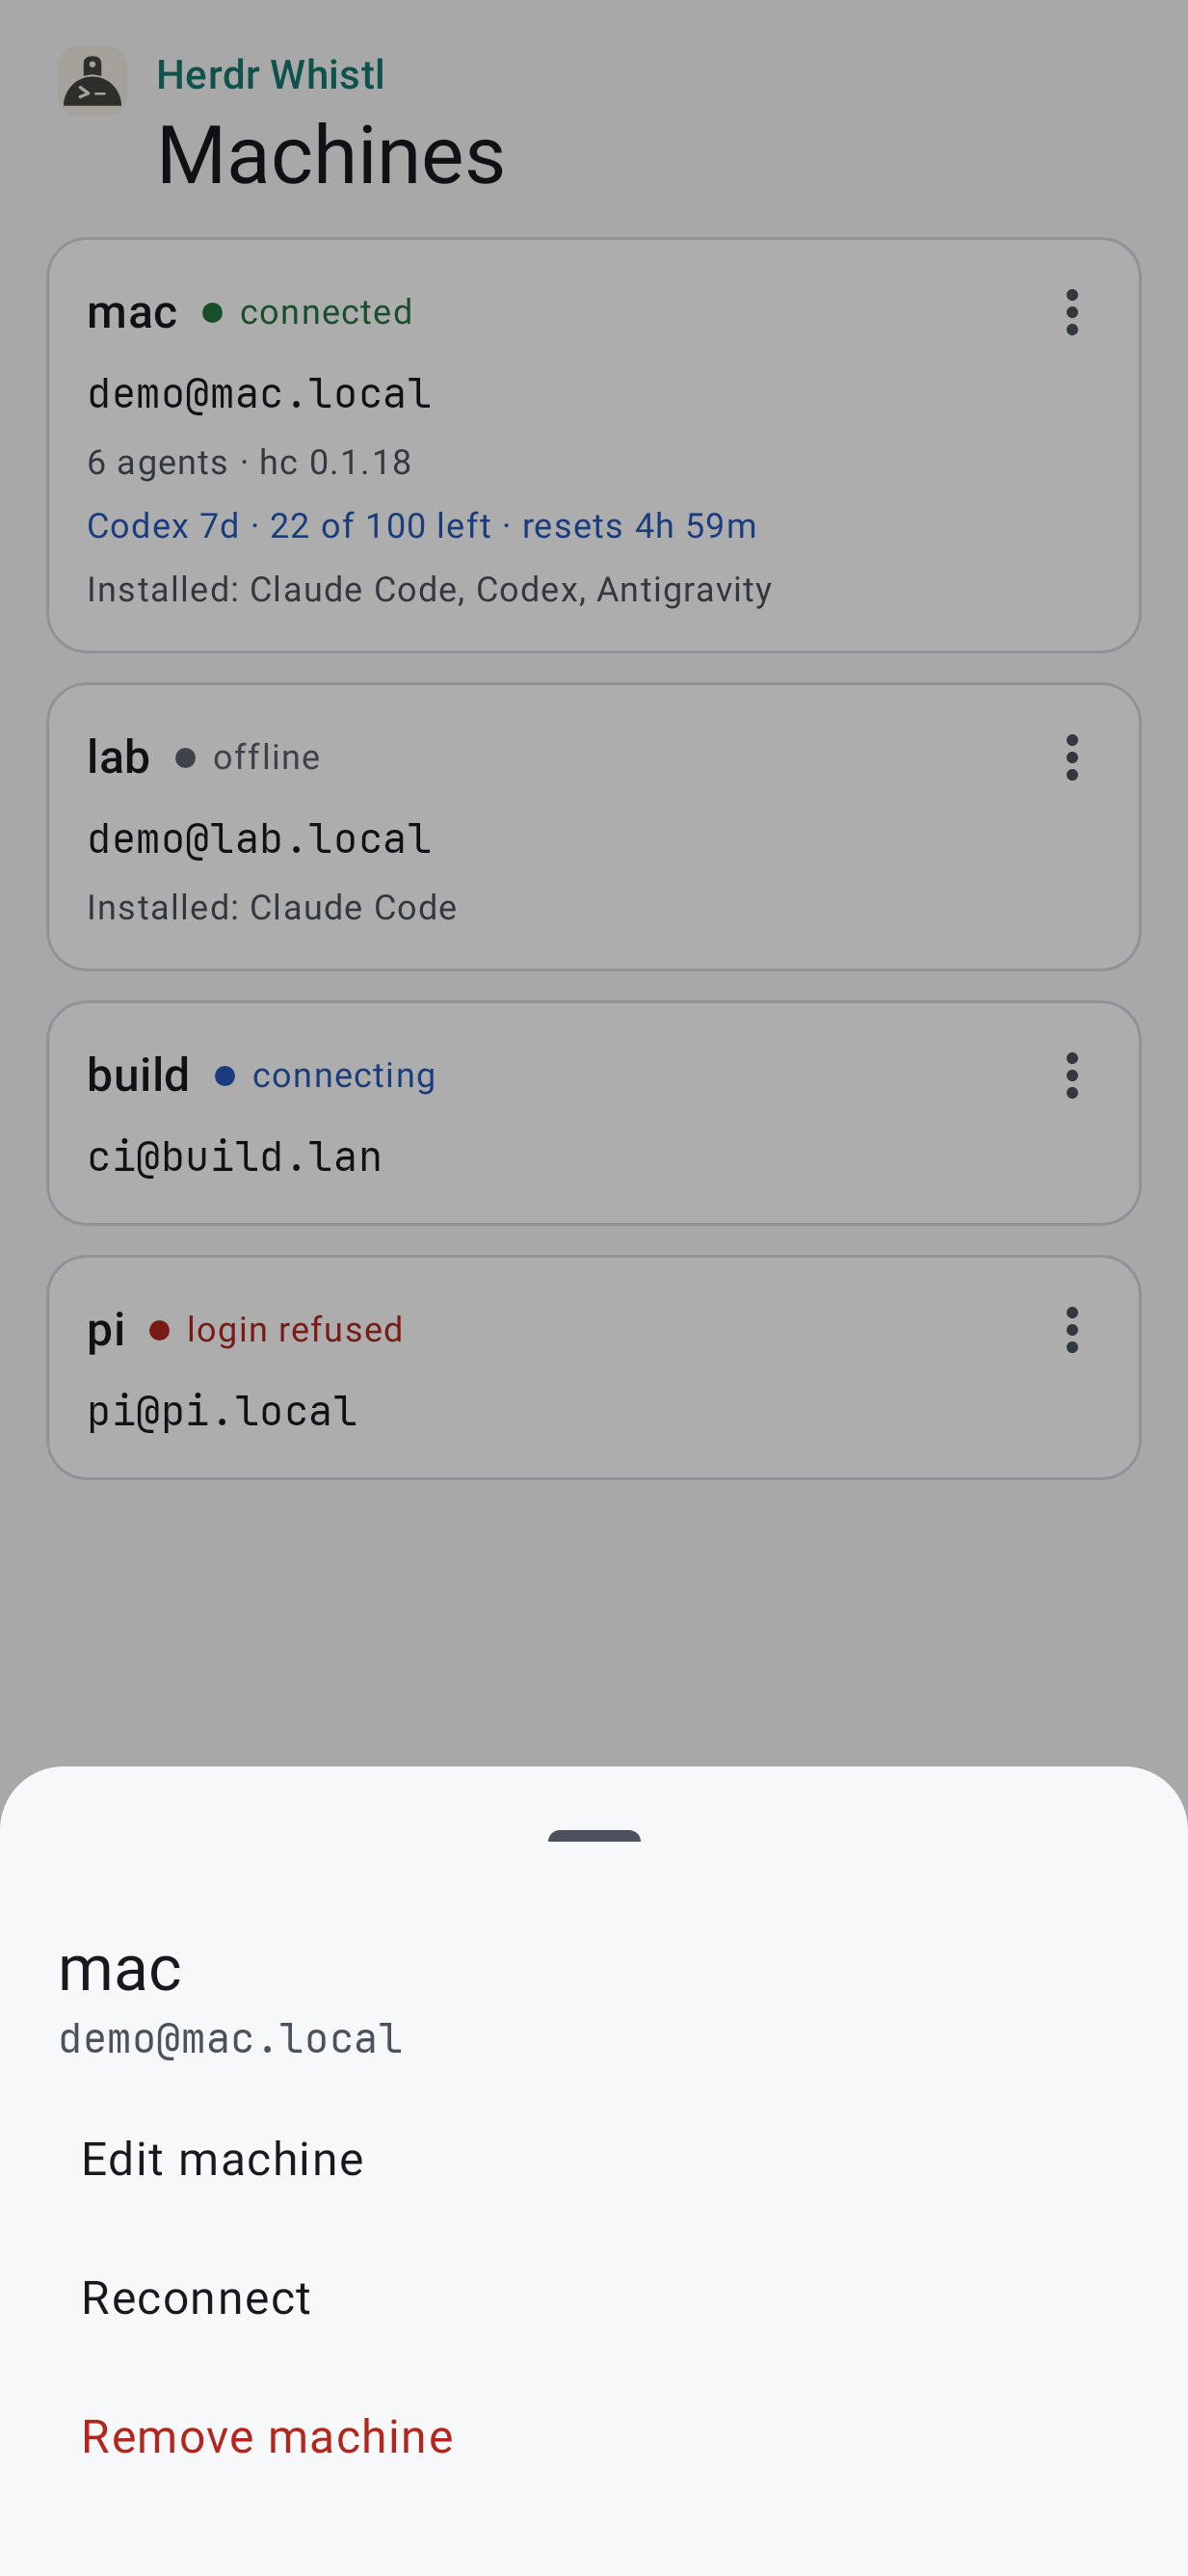 Herdr Whistl
Machines
mac ● connected
demo@mac.local
6 agents · hc 0.1.18
Codex 7d · 22 of 100 left · resets 4h 59m
Installed: Claude Code, Codex, Antigravity
lab ● offline
demo@lab.local
Installed: Claude Code
build ● connecting
ci@build.lan
pi ● login refused
pi@pi.local
mac
demo@mac.local
Edit machine
Reconnect
Remove machine